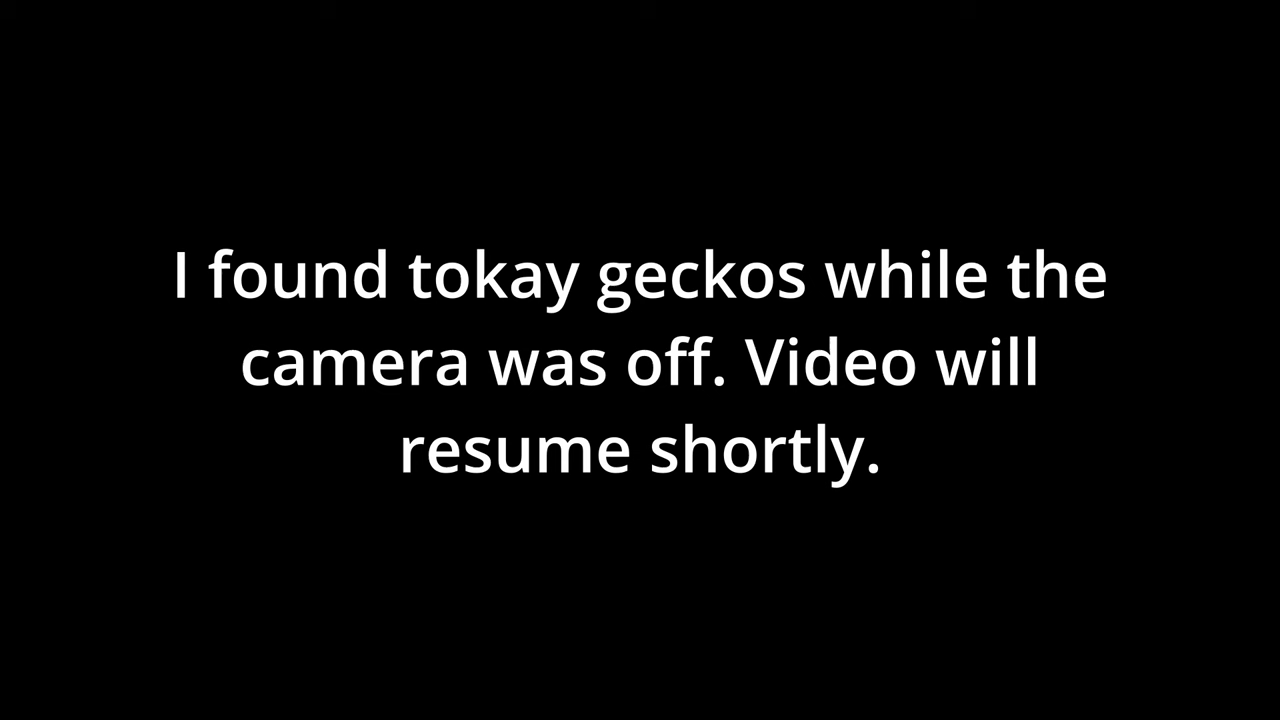 I found tokay geckos while the
camera was off. Video will
resume shortly.